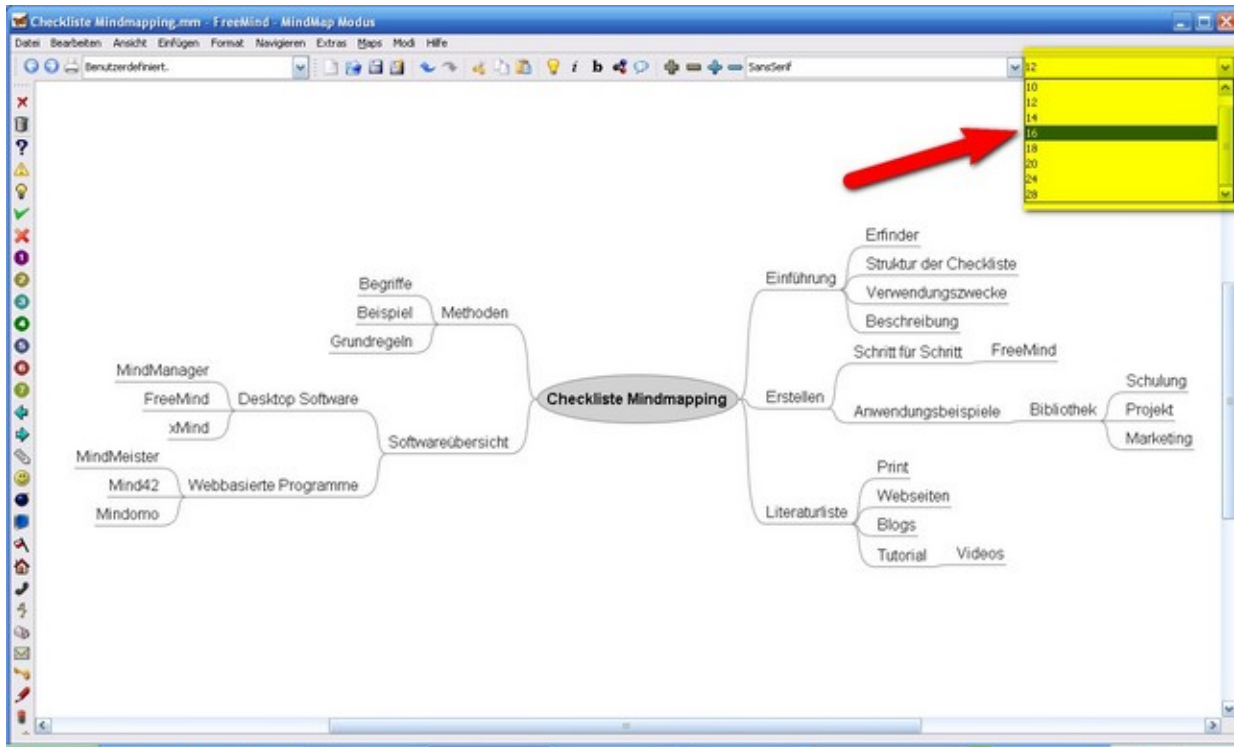 Checkliste Mindmapping.mm - FreeMind - MindMap Modus
Datei Bearbeiten Ansicht Einfügen Format Navigieren Extras Maps Modi Hilfe
Benutzerdefiniert. i b SansSerif 12
10
12
14
16
18
20
24
28
Begriffe
Beispiel
Grundregeln
Methoden
MindManager
FreeMind
xMind
Desktop Software
MindMeister
Mind42
Mindomo
Webbasierte Programme
Softwareübersicht
Checkliste Mindmapping
Einführung
Erfinder
Struktur der Checkliste
Verwendungszwecke
Beschreibung
Erstellen
Schritt für Schritt
FreeMind
Anwendungsbeispiele
Bibliothek
Schulung
Projekt
Marketing
Literaturliste
Print
Webseiten
Blogs
Tutorial
Videos